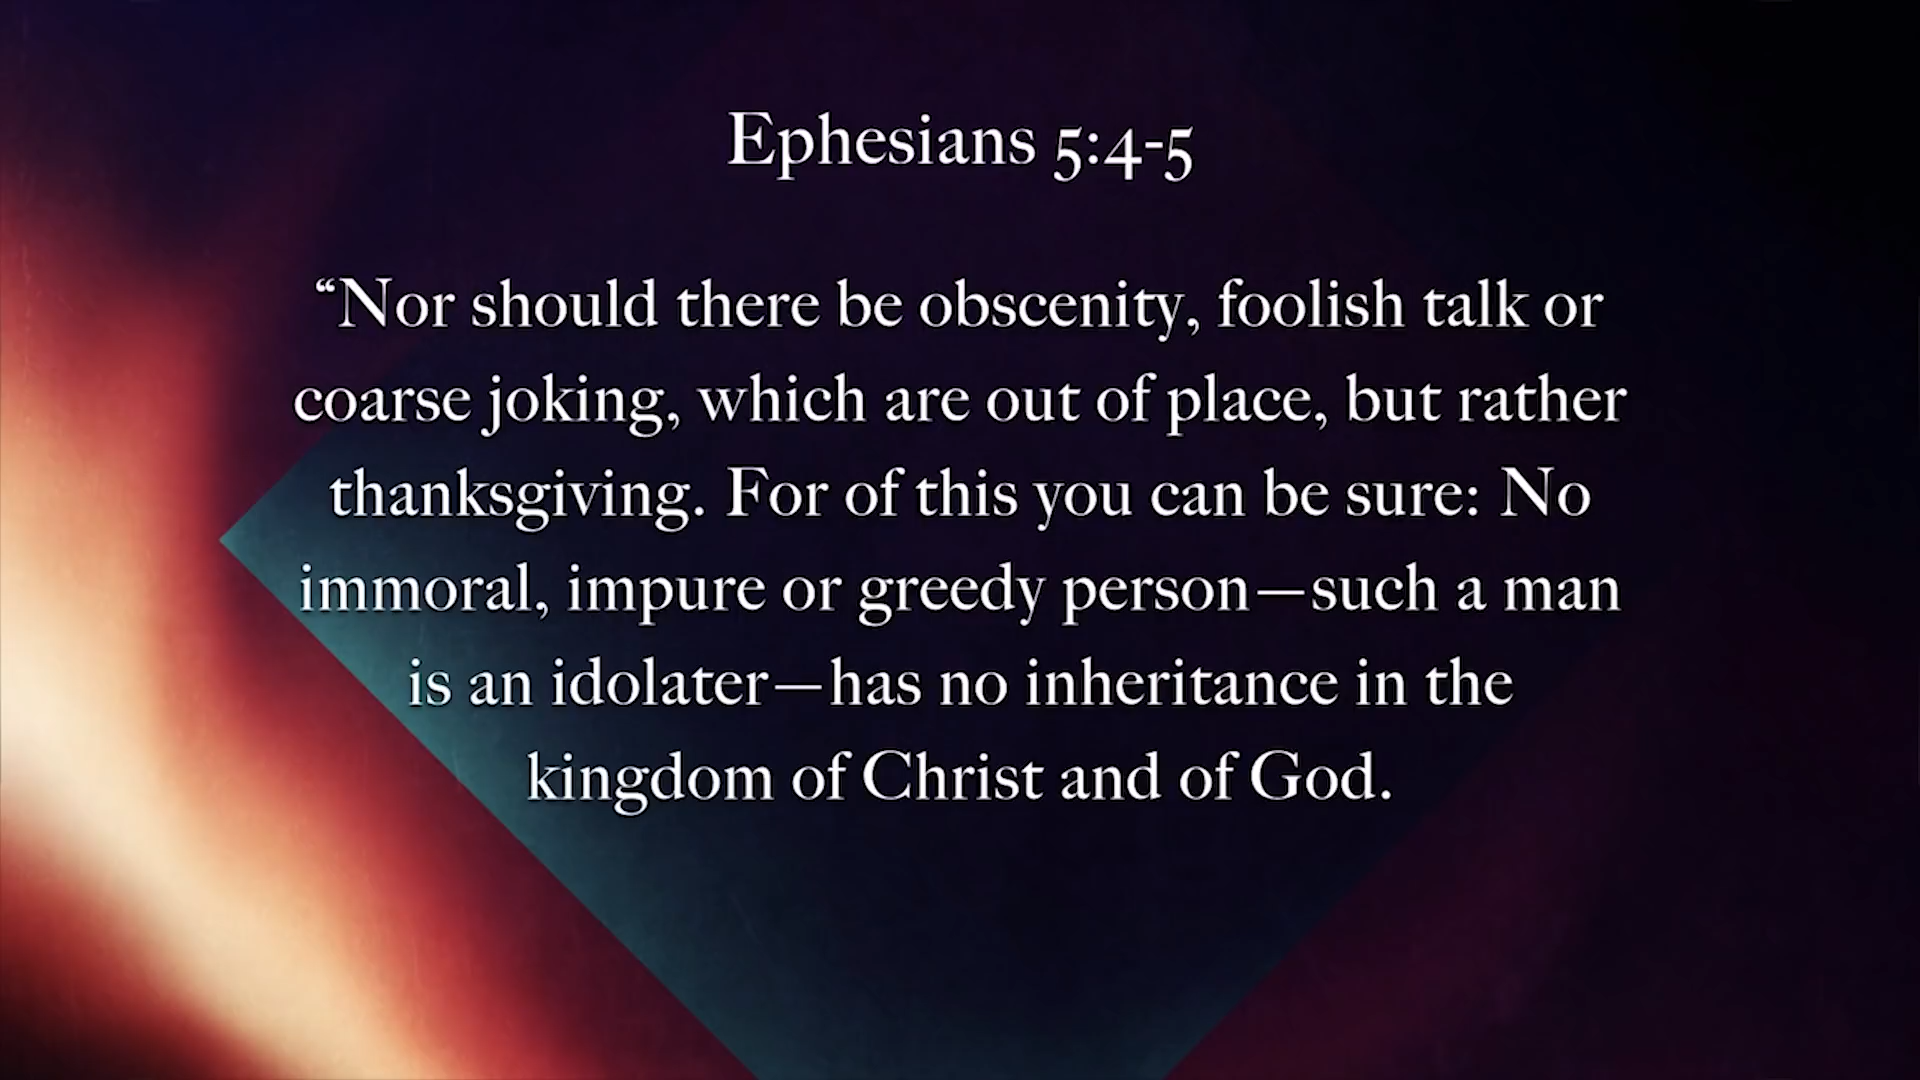 Ephesians 5:4-5
“Nor should there be obscenity, foolish talk or
coarse joking, which are out of place, but rather
thanksgiving. For of this you can be sure: No
immoral, impure or greedy person—such a man
is an idolater—has no inheritance in the
kingdom of Christ and of God.